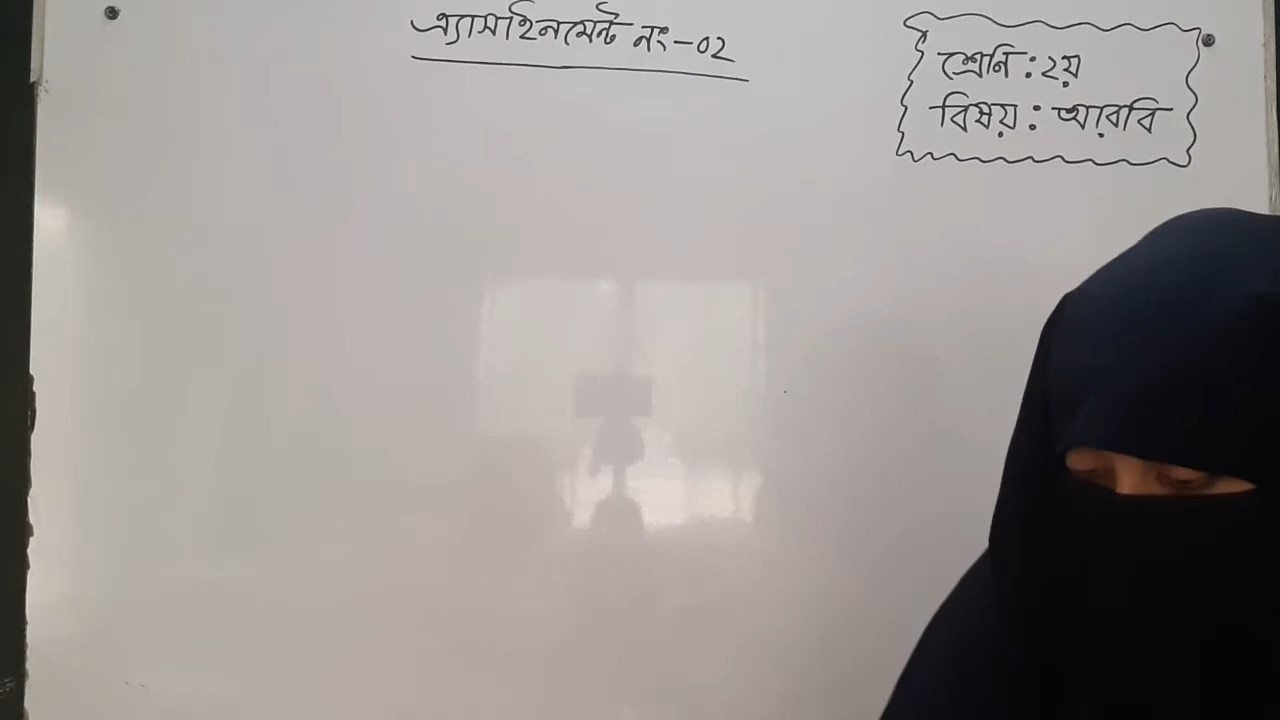 এ্যাসাইনমেন্ট নং-০২
শ্রেনি : ২য়
বিষয় : আরবি